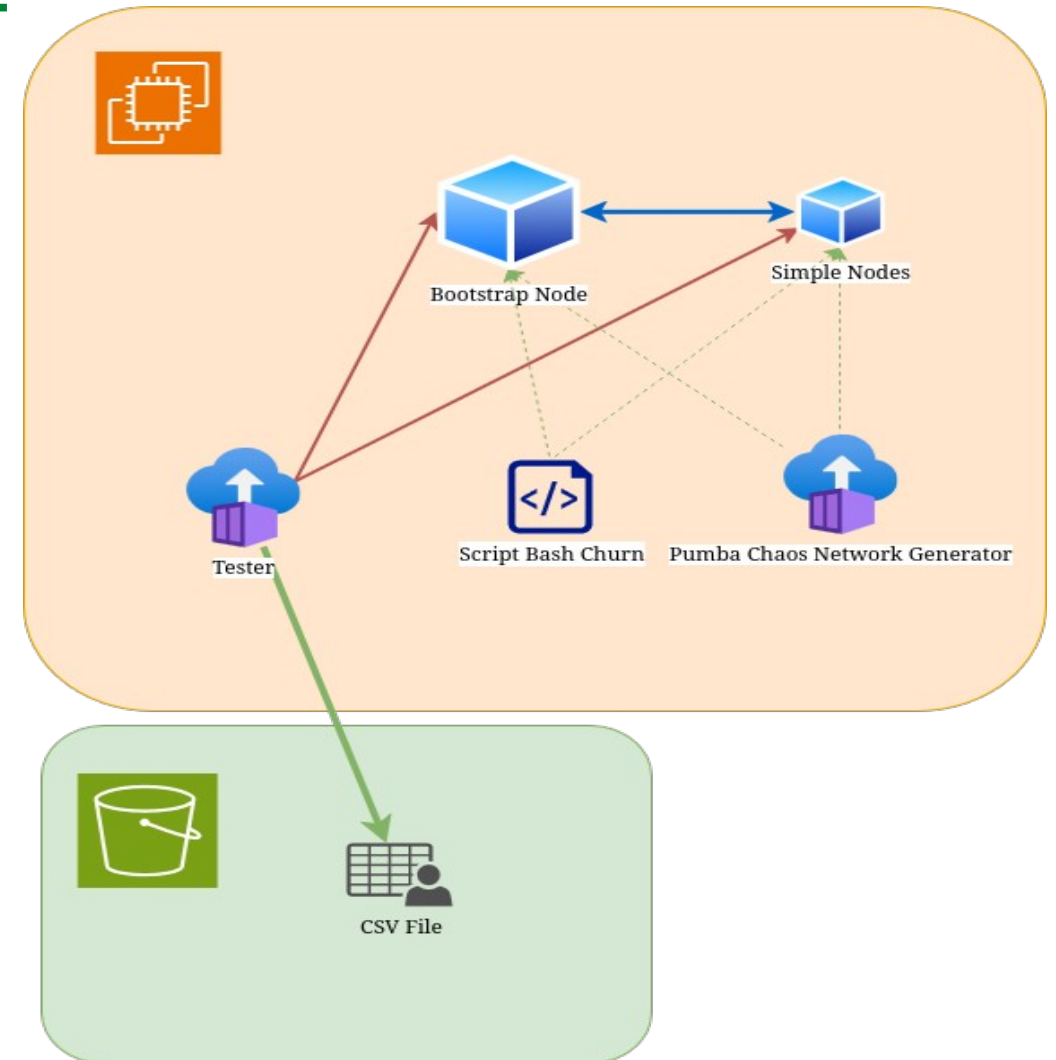 Bootstrap Node
Simple Nodes
</>
Tester
Script Bash Churn
Pumba Chaos Network Generator
CSV File